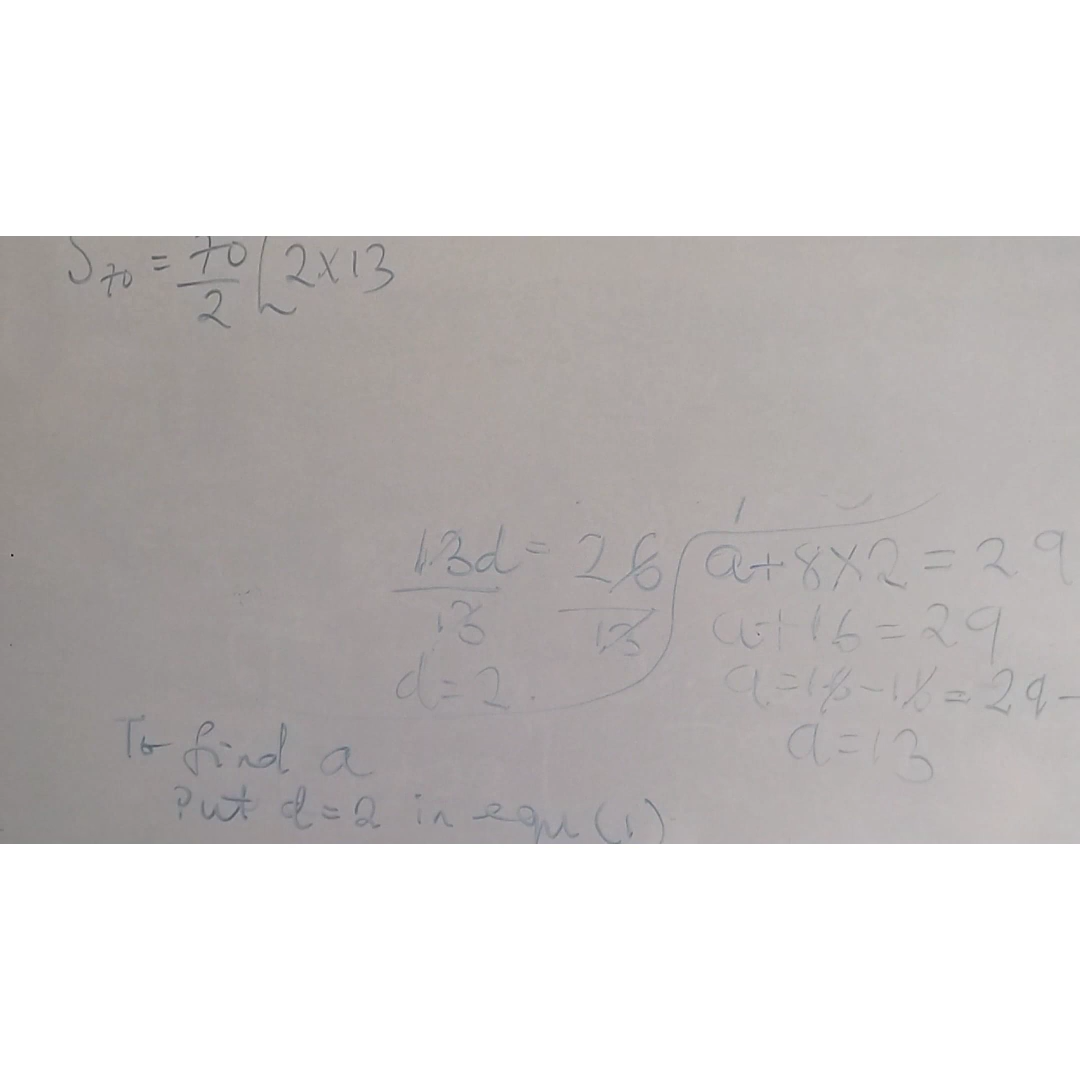 S₇₀ = 70/2 [2×13
13d/13 = 26/13
d = 2.
To find a
Put d = 2 in equ (1)
a + 8×2 = 29
a + 16 = 29
a = 16 - 16 = 29 -
a = 13